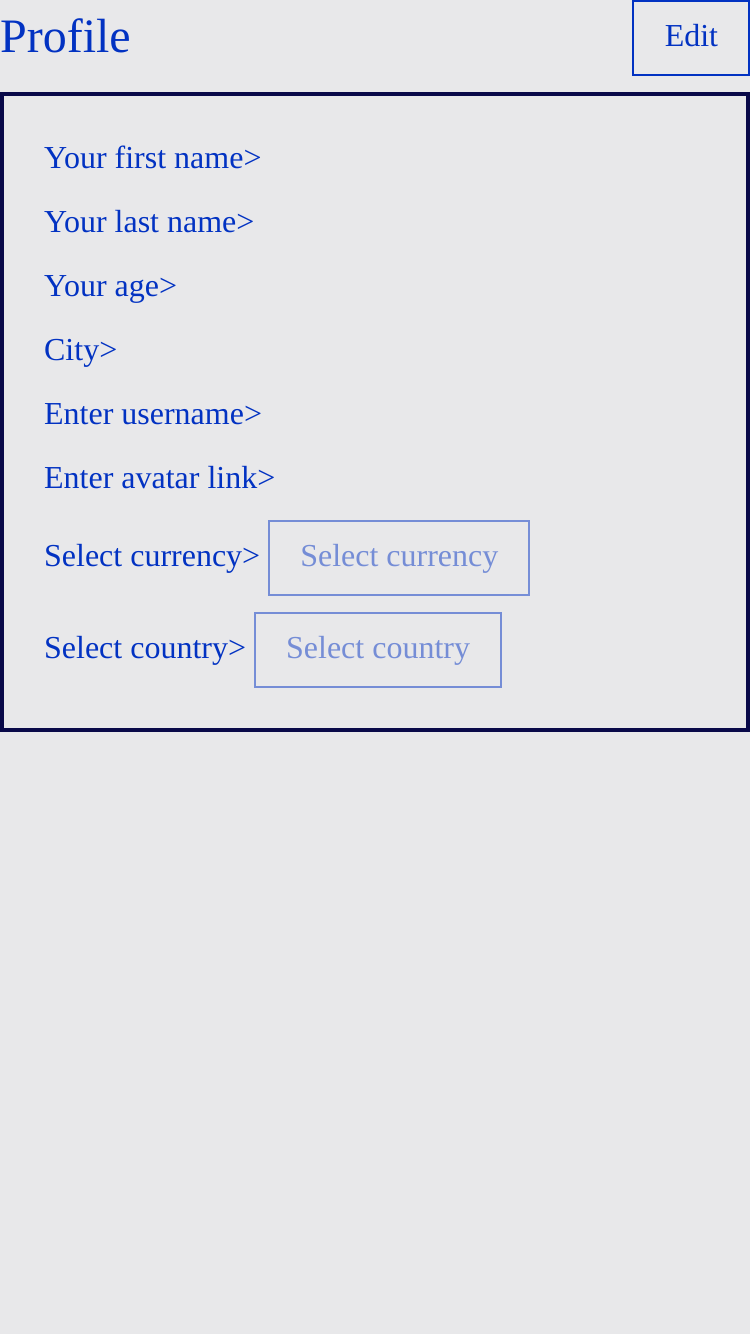 Profile
Edit
Your first name>
Your last name>
Your age>
City>
Enter username>
Enter avatar link>
Select currency> Select currency
Select country> Select country